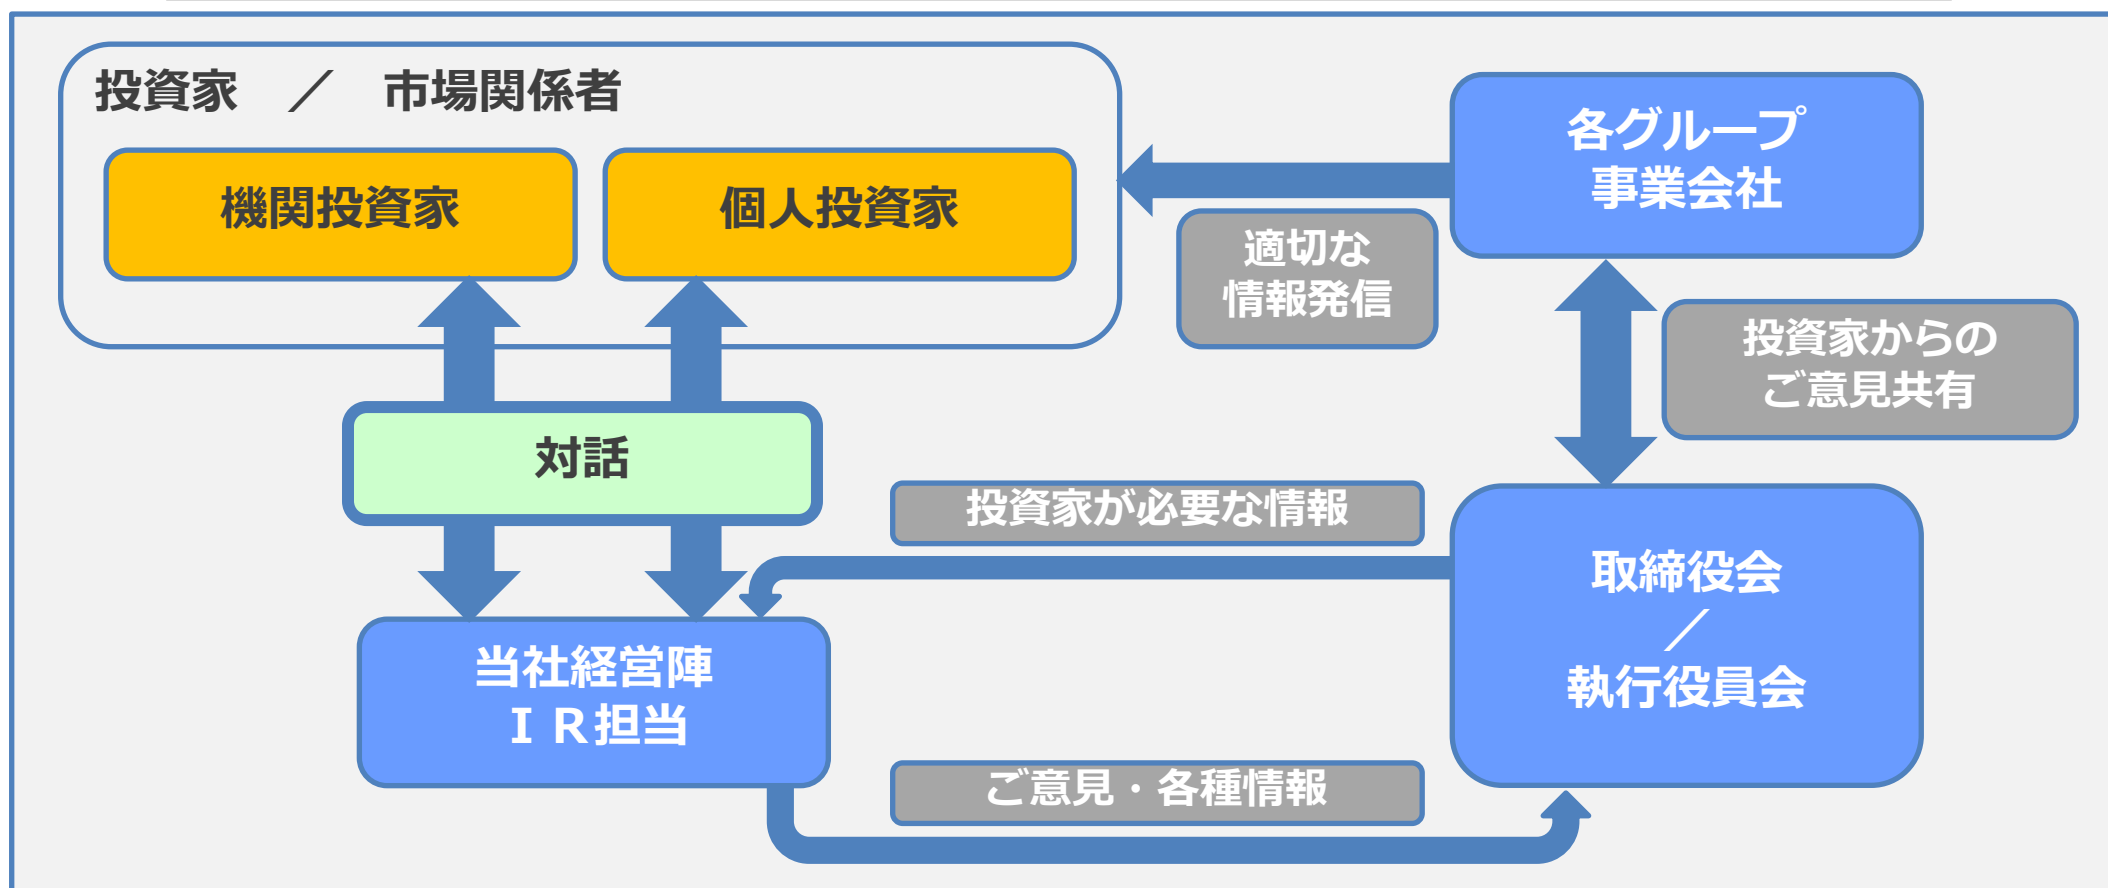 投資家　／　市場関係者
機関投資家
個人投資家
各グループ
事業会社
適切な
情報発信
投資家からの
ご意見共有
対話
投資家が必要な情報
取締役会
／
執行役員会
当社経営陣
ＩＲ担当
ご意見・各種情報